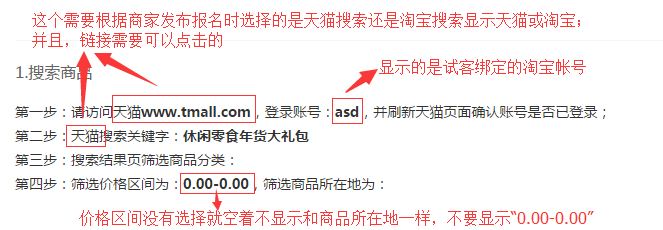 这个需要根据商家发布报名时选择的是天猫搜索还是淘宝搜索显示天猫或淘宝；
并且，链接需要可以点击的
1.搜索商品
显示的是试客绑定的淘宝帐号
第一步：请访问天猫www.tmall.com，登录账号：asd，并刷新天猫页面确认账号是否已登录；
第二步：天猫搜索关键字：休闲零食年货大礼包
第三步：搜索结果页筛选商品分类：
第四步：筛选价格区间为：0.00-0.00，筛选商品所在地为：
价格区间没有选择就空着不显示和商品所在地一样，不要显示“0.00-0.00”